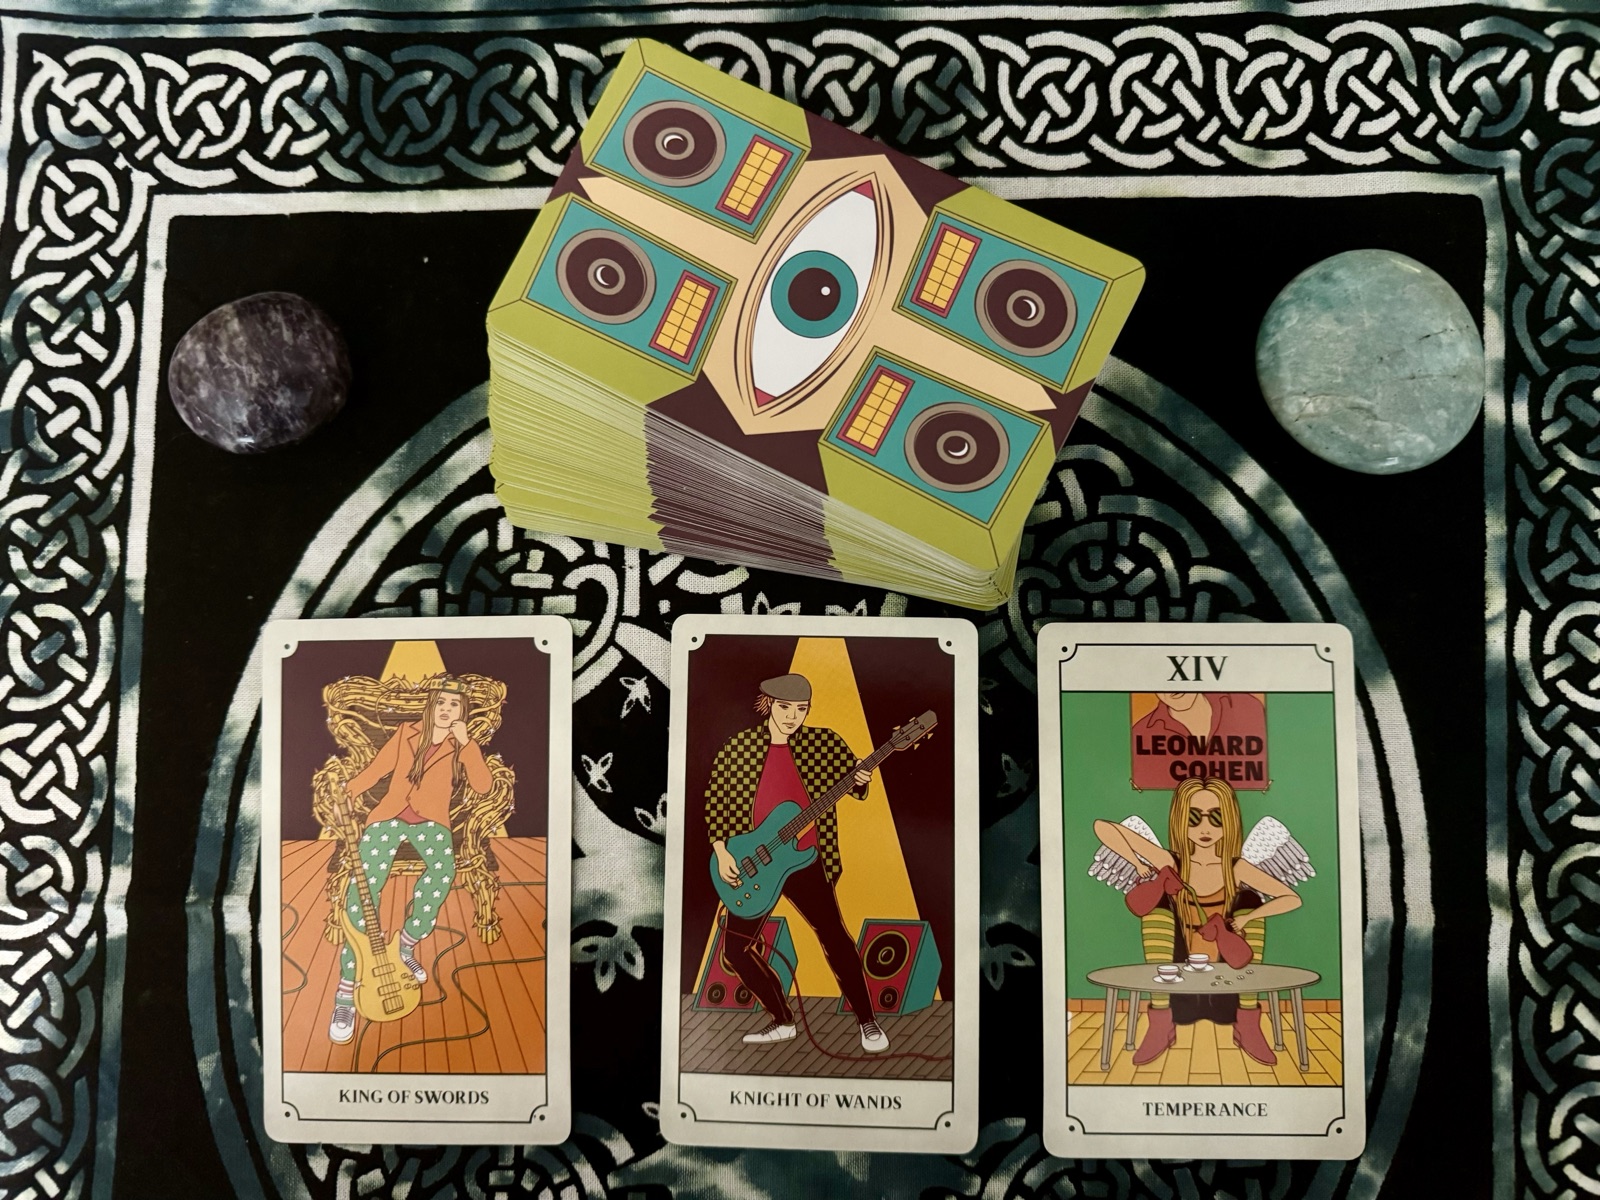 KING OF SWORDS
KNIGHT OF WANDS
XIV
LEONARD
COHEN
TEMPERANCE